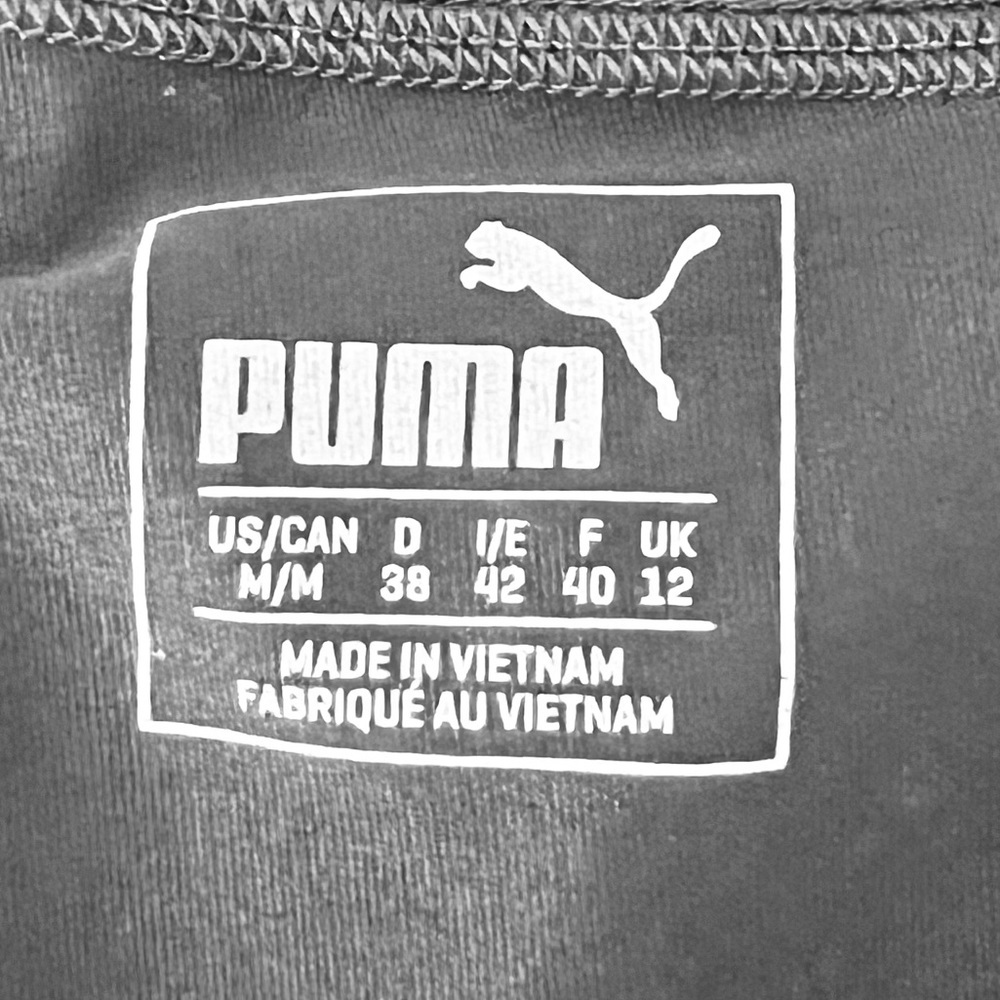 PUMA
US/CAN D I/E F UK
M/M 38 42 40 12
MADE IN VIETNAM
FABRIQUÉ AU VIETNAM